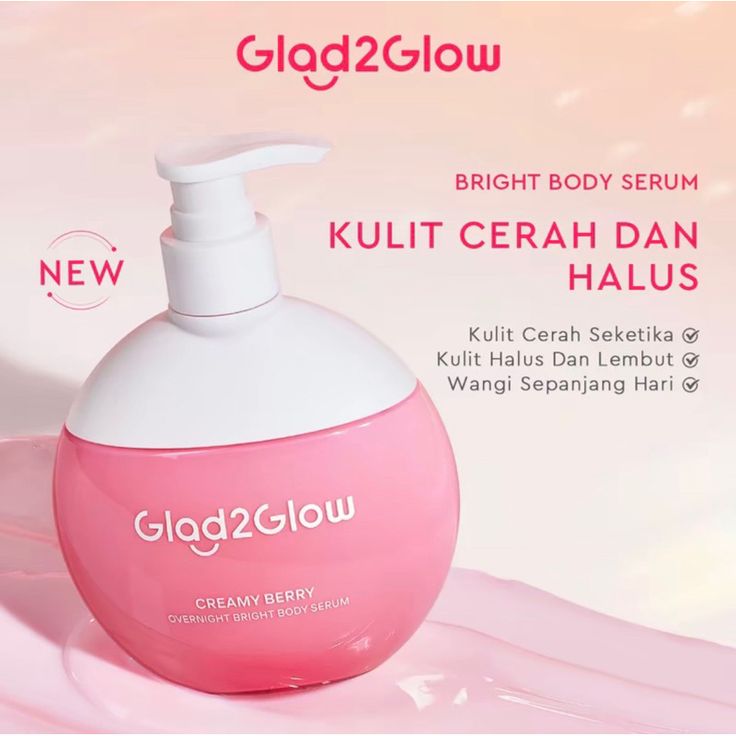 Glad2Glow
BRIGHT BODY SERUM
KULIT CERAH DAN
HALUS
NEW
Kulit Cerah Seketika
Kulit Halus Dan Lembut
Wangi Sepanjang Hari
Glad2Glow
CREAMY BERRY
OVERNIGHT BRIGHT BODY SERUM